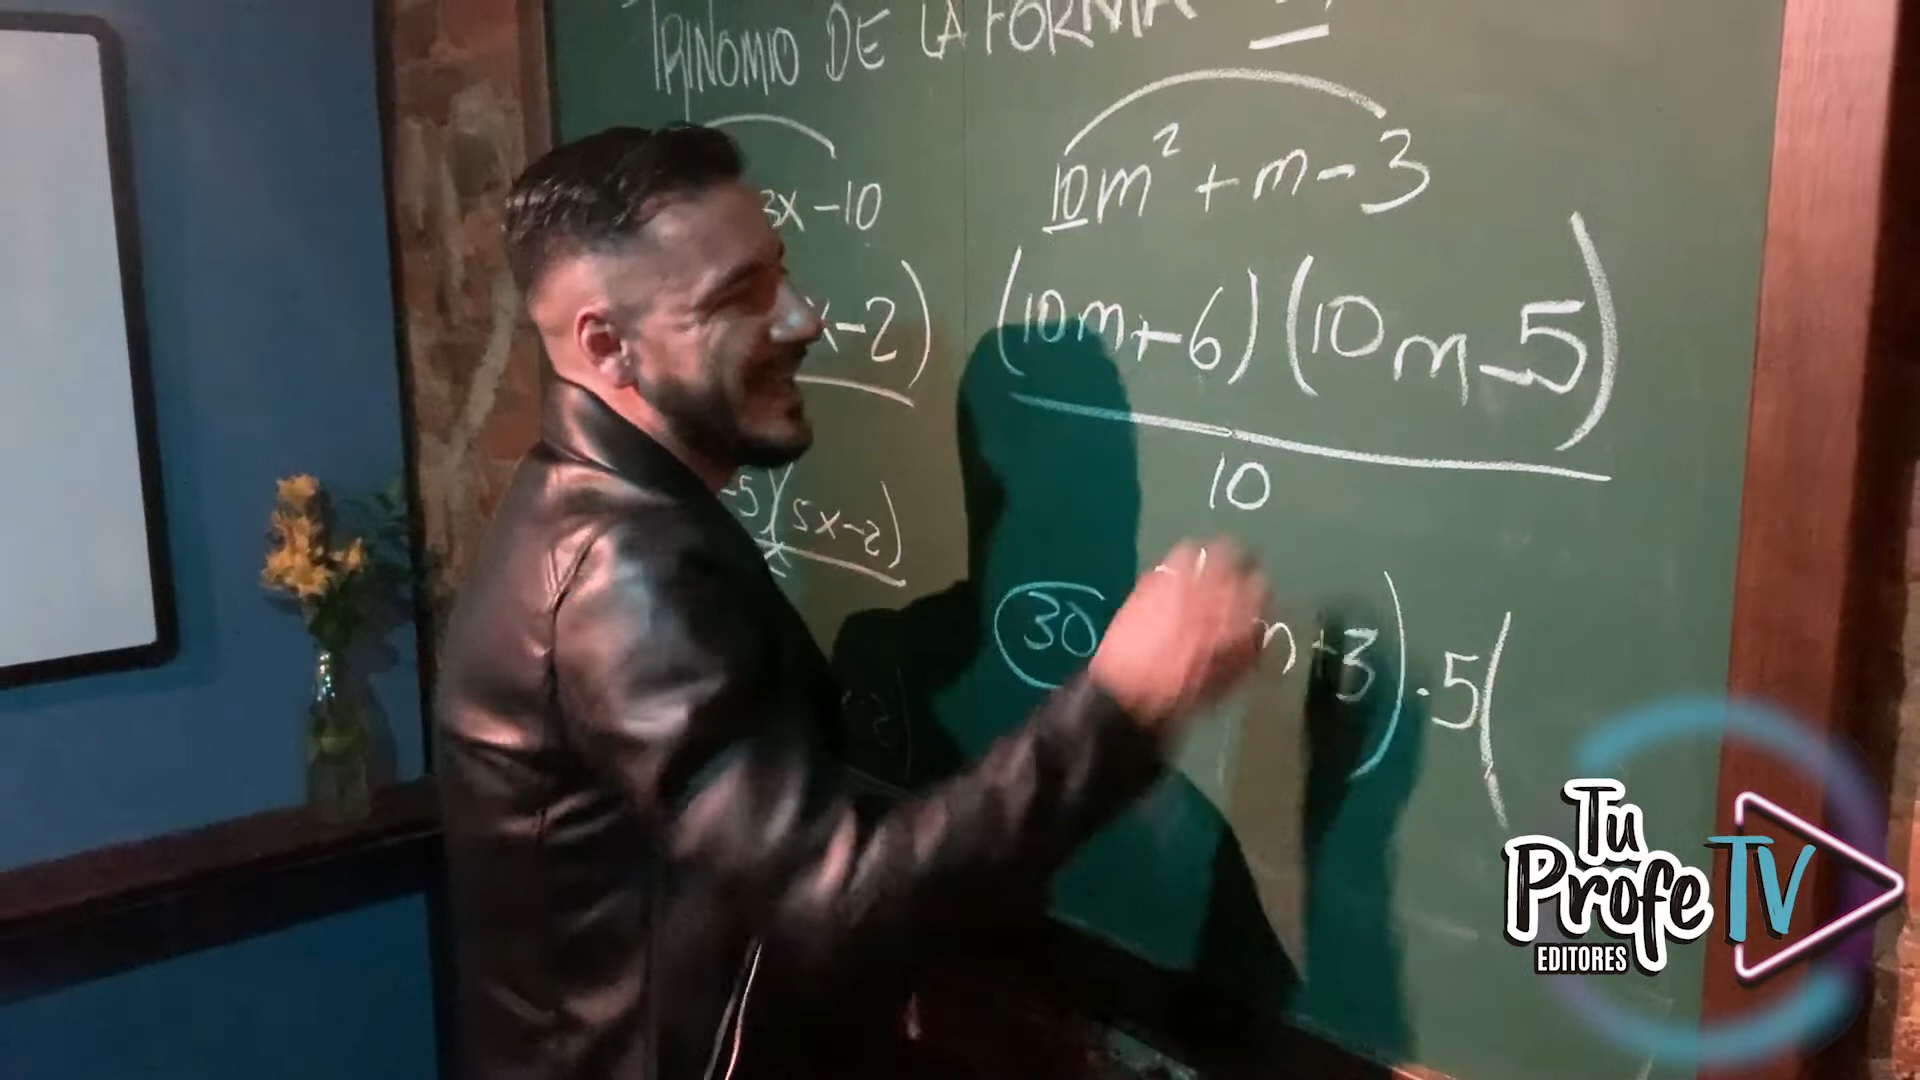 TRINOMIO DE LA FORMA
3x-10
10m² + m - 3
x-2)
(10m+6)(10m-5)
10
-5)(5x-2)
30
m+3).5(
Tu
Profe TV
EDITORES